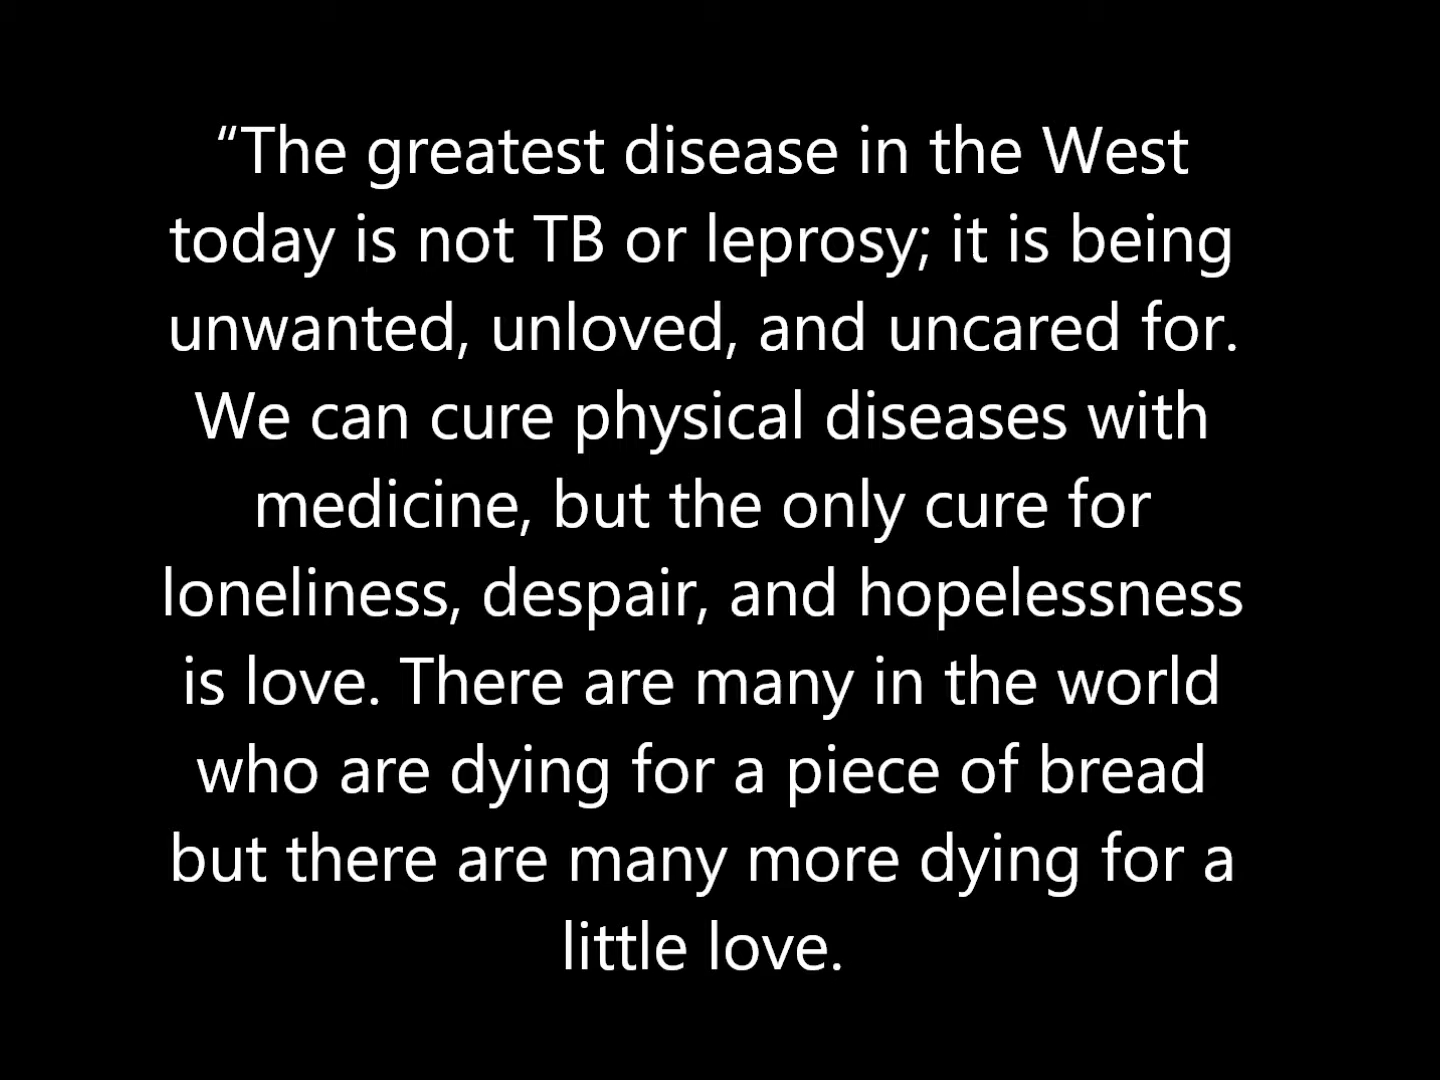 “The greatest disease in the West
today is not TB or leprosy; it is being
unwanted, unloved, and uncared for.
We can cure physical diseases with
medicine, but the only cure for
loneliness, despair, and hopelessness
is love. There are many in the world
who are dying for a piece of bread
but there are many more dying for a
little love.